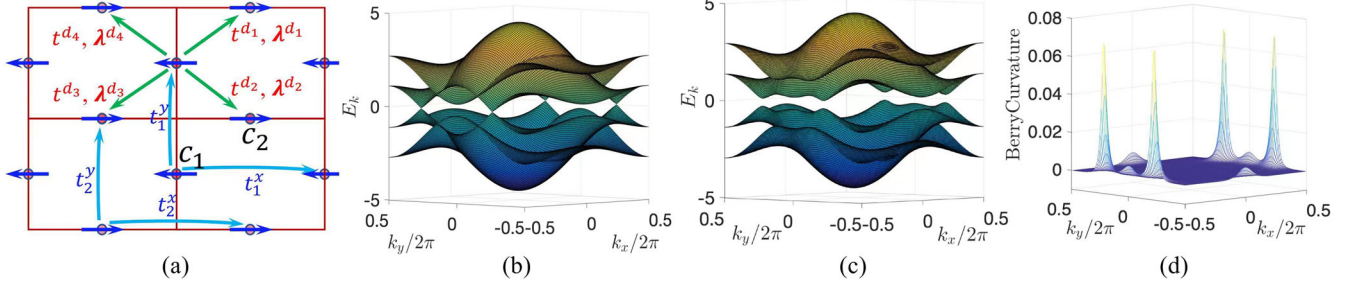 t^{d_4}, λ^{d_4}
t^{d_1}, λ^{d_1}
t^{d_3}, λ^{d_3}
t^{d_2}, λ^{d_2}
t_1^y
c_2
c_1
t_2^y
t_1^x
t_2^x
(a)
5
E_k
0
-5
0.5
0
-0.5
-0.5
0
0.5
k_y/2π
k_x/2π
(b)
5
E_k
0
-5
0.5
0
-0.5
-0.5
0
0.5
k_y/2π
k_x/2π
(c)
0.08
0.06
0.04
0.02
0
BerryCurvature
0.5
0
-0.5
-0.5
0
0.5
k_y/2π
k_x/2π
(d)